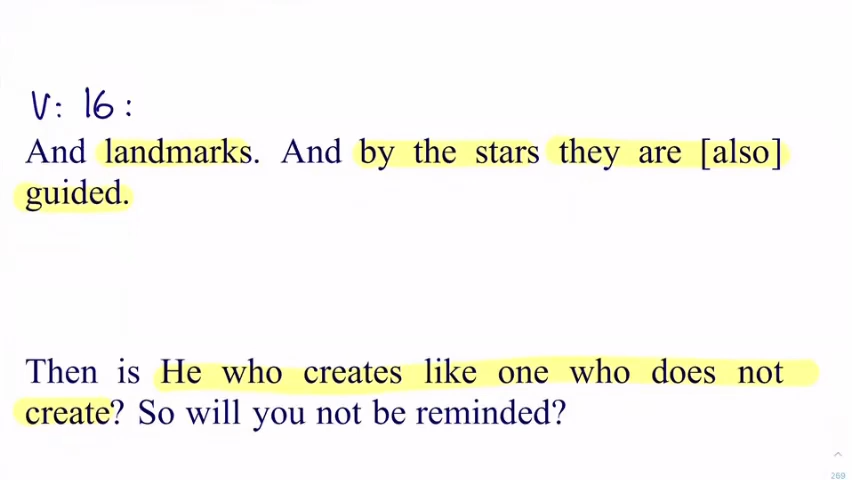 V: 16:
And landmarks. And by the stars they are [also]
guided.
Then is He who creates like one who does not
create? So will you not be reminded?
269